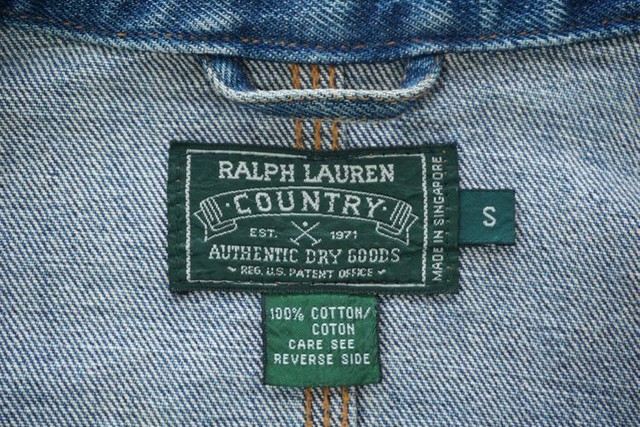 RALPH LAUREN
·COUNTRY·
EST. 1971
AUTHENTIC DRY GOODS
~ REG. U.S. PATENT OFFICE ~
MADE IN SINGAPORE
S
100% COTTON/
COTON
CARE SEE
REVERSE SIDE